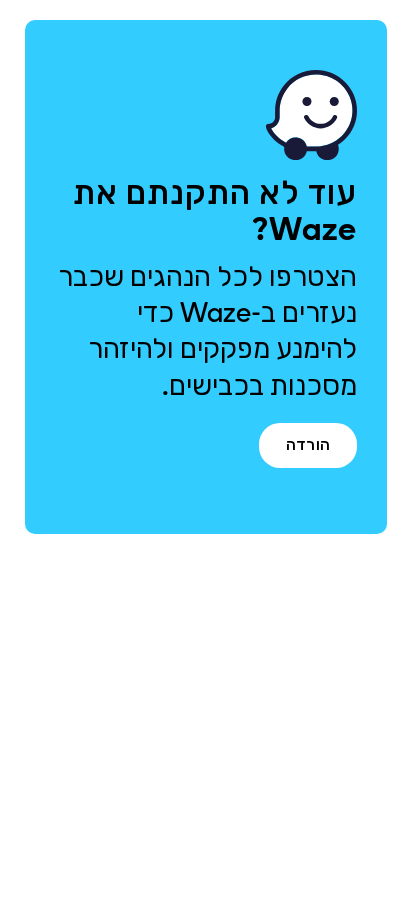 עוד לא התקנתם את
Waze?
הצטרפו לכל הנהגים שכבר
נעזרים ב-Waze כדי
להימנע מפקקים ולהיזהר
מסכנות בכבישים.
הורדה